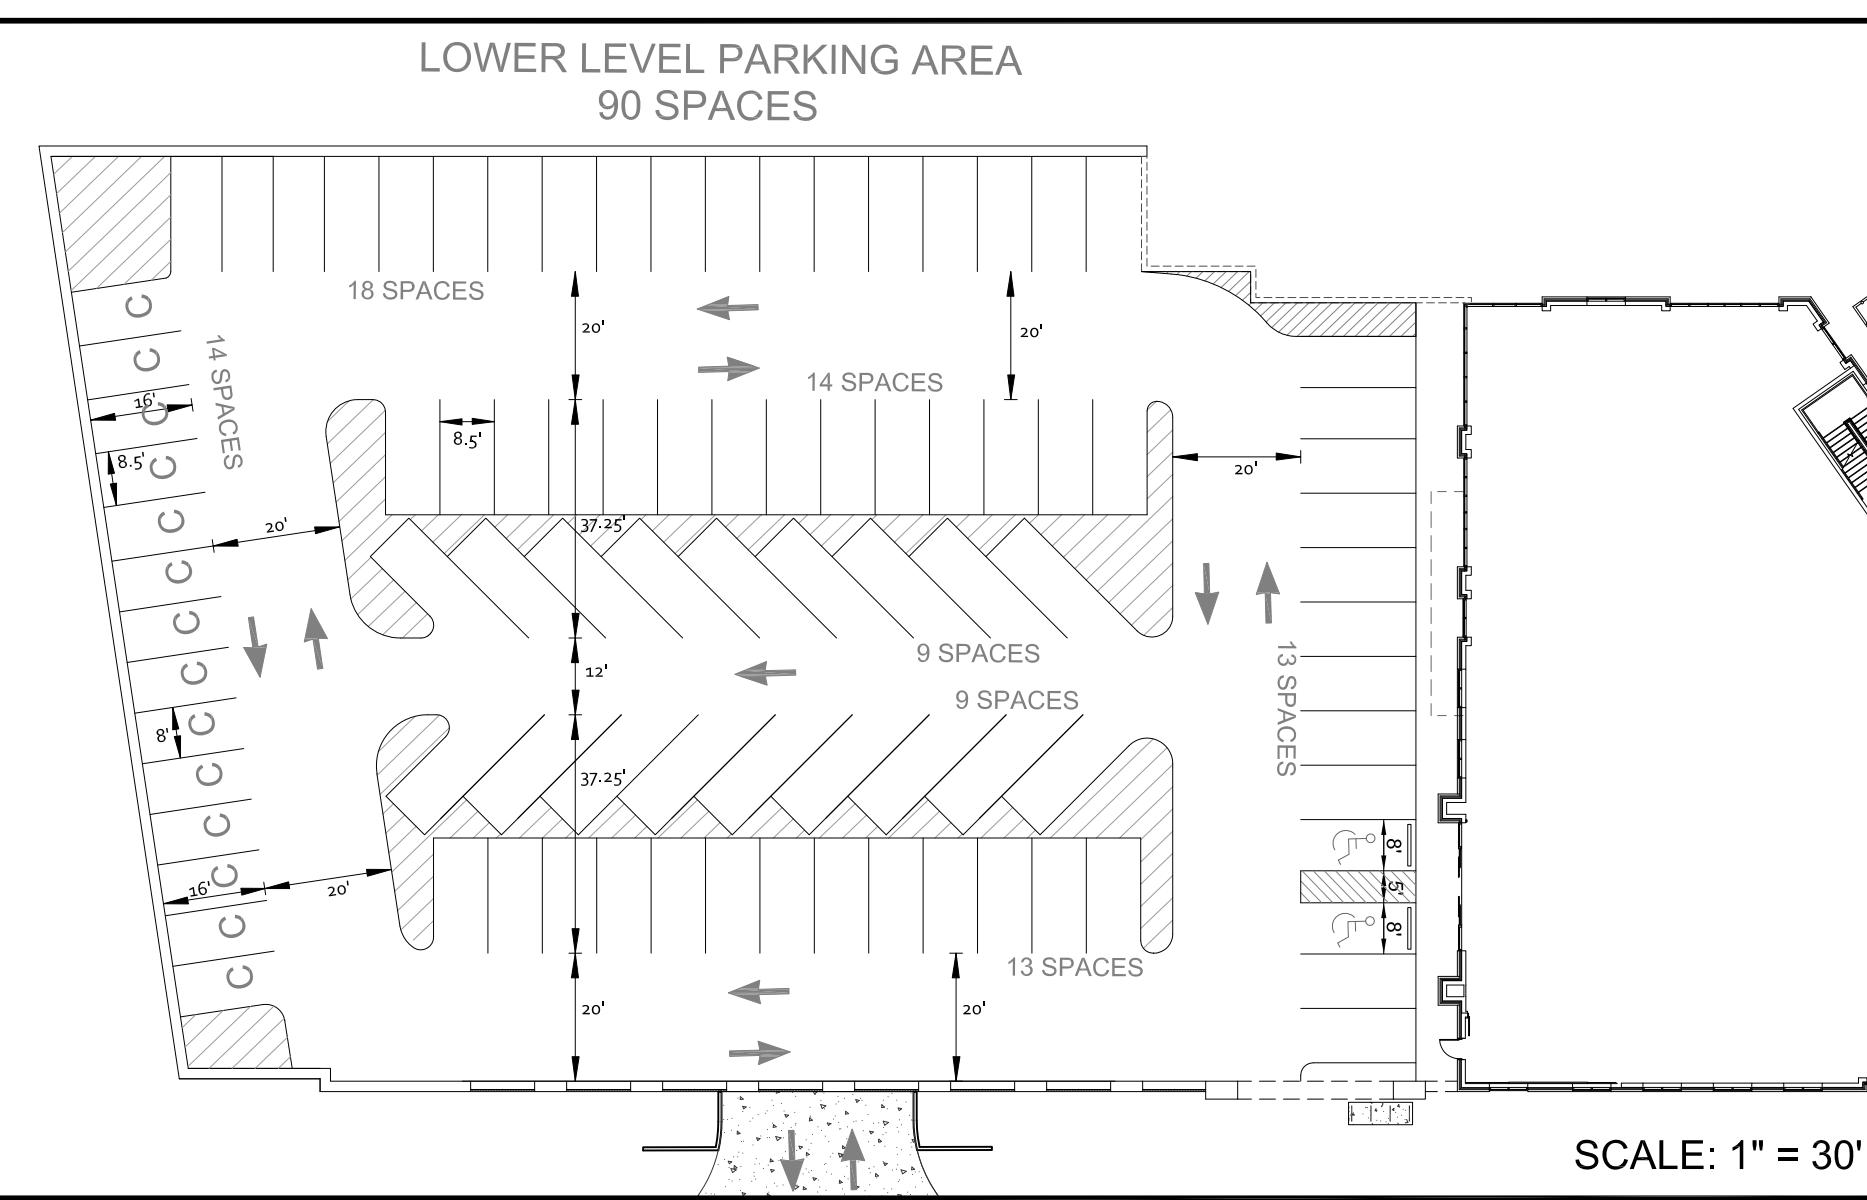 LOWER LEVEL PARKING AREA
90 SPACES
18 SPACES
20'
20'
14 SPACES
14 SPACES
16'
8.5'
8.5'
20'
20'
37.25'
C
C
C
C
C
C
C
C
C
C
C
C
C
C
9 SPACES
12'
9 SPACES
13 SPACES
8'
37.25'
8'
5'
8'
16'
20'
13 SPACES
20'
20'
SCALE: 1" = 30'